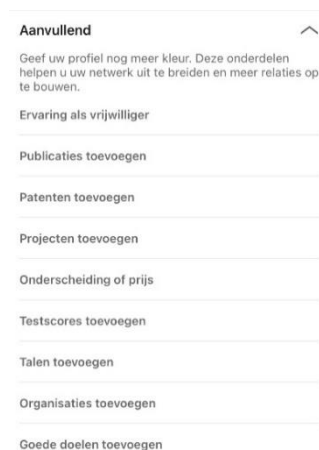 Aanvullend
Geef uw profiel nog meer kleur. Deze onderdelen
helpen u uw netwerk uit te breiden en meer relaties op
te bouwen.
Ervaring als vrijwilliger
Publicaties toevoegen
Patenten toevoegen
Projecten toevoegen
Onderscheiding of prijs
Testscores toevoegen
Talen toevoegen
Organisaties toevoegen
Goede doelen toevoegen